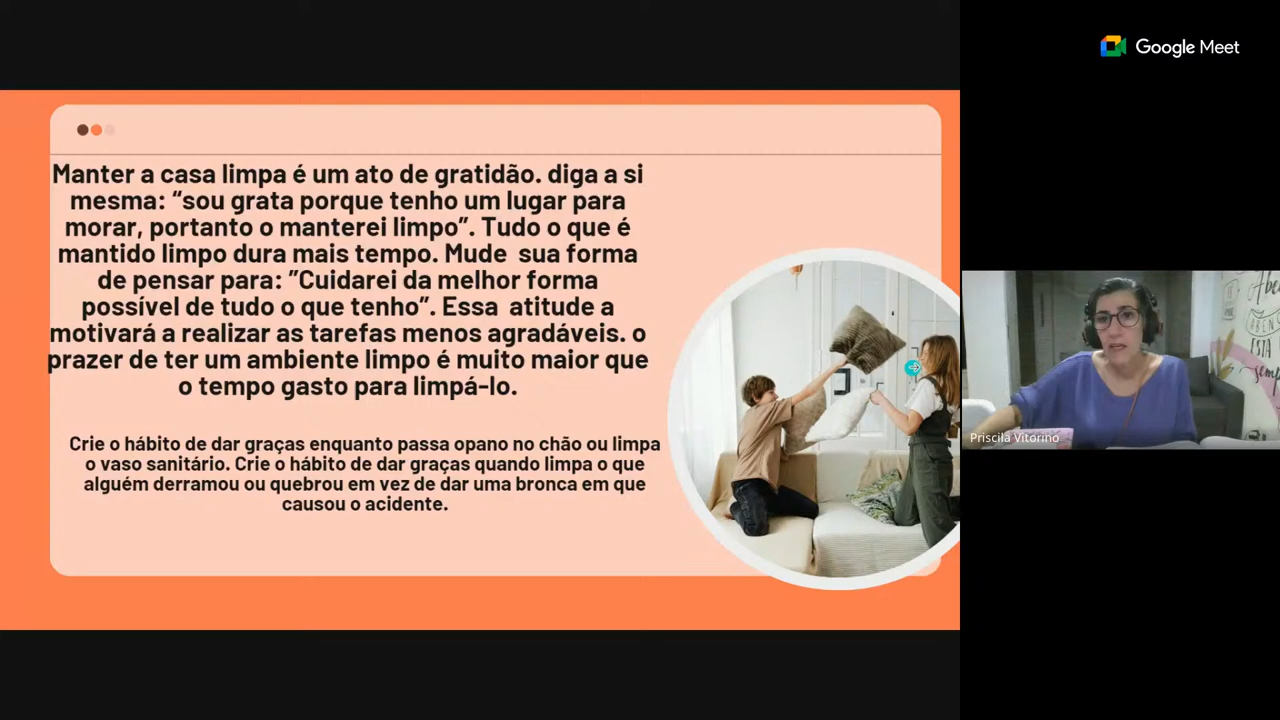 Google Meet
Manter a casa limpa é um ato de gratidão. diga a si
mesma: “sou grata porque tenho um lugar para
morar, portanto o manterei limpo”. Tudo o que é
mantido limpo dura mais tempo. Mude  sua forma
de pensar para: ”Cuidarei da melhor forma
possível de tudo o que tenho”. Essa  atitude a
motivará a realizar as tarefas menos agradáveis. o
prazer de ter um ambiente limpo é muito maior que
o tempo gasto para limpá-lo.
Crie o hábito de dar graças enquanto passa opano no chão ou limpa
o vaso sanitário. Crie o hábito de dar graças quando limpa o que
alguém derramou ou quebrou em vez de dar uma bronca em que
causou o acidente.
Priscila Vitorino